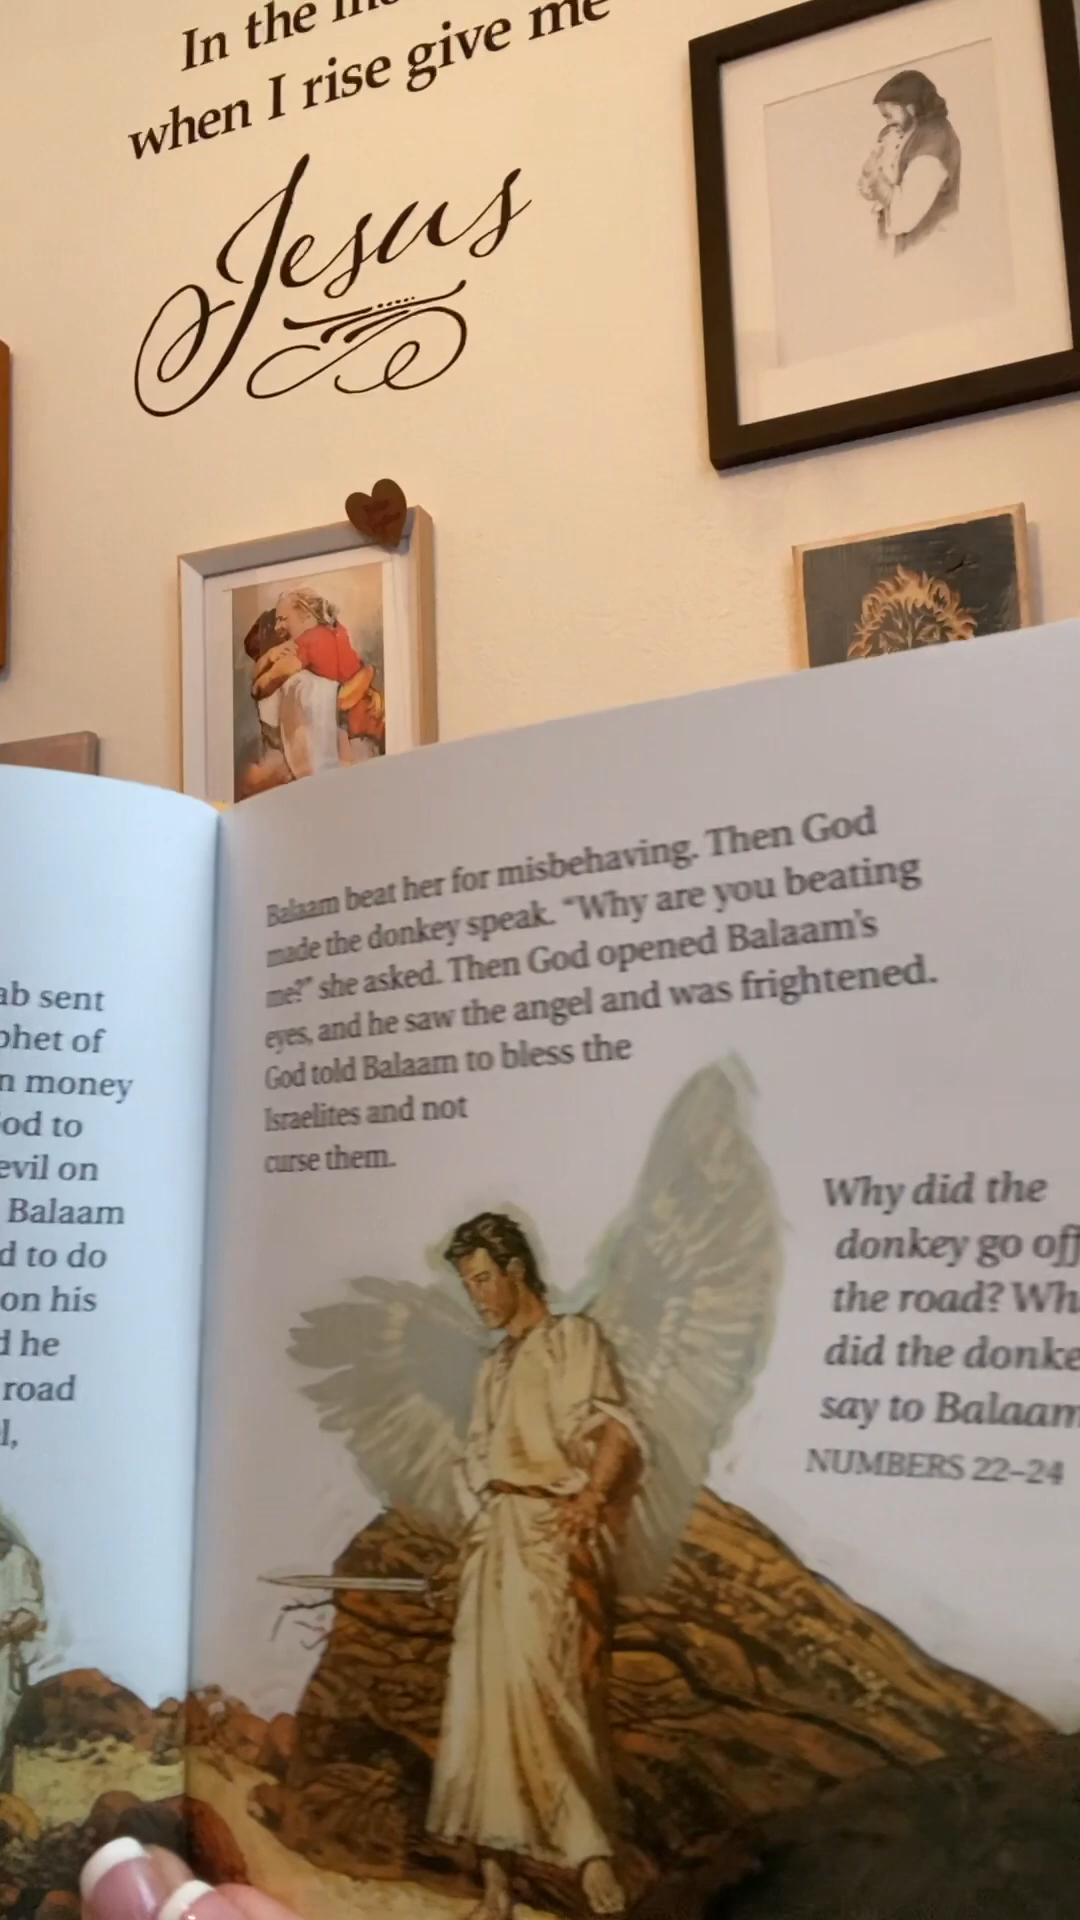 In the
when I rise give me
Jesus
ab sent
phet of
n money
od to
evil on
Balaam
d to do
on his
d he
road
l,
Balaam beat her for misbehaving. Then God
made the donkey speak. “Why are you beating
me?” she asked. Then God opened Balaam’s
eyes, and he saw the angel and was frightened.
God told Balaam to bless the
Israelites and not
curse them.
Why did the
donkey go off
the road? Wh
did the donke
say to Balaam
NUMBERS 22–24